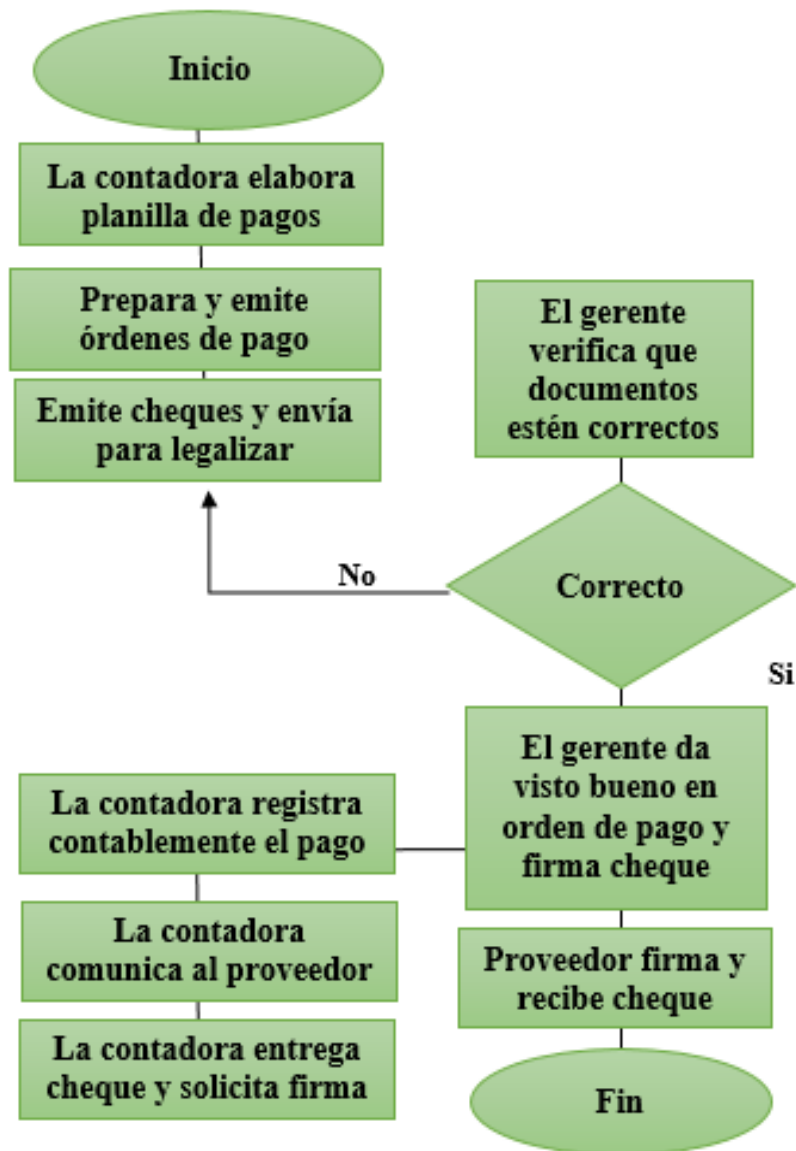 Inicio
La contadora elabora
planilla de pagos
Prepara y emite
órdenes de pago
Emite cheques y envía
para legalizar
El gerente
verifica que
documentos
estén correctos
No
Correcto
Si
El gerente da
visto bueno en
orden de pago y
firma cheque
La contadora registra
contablemente el pago
La contadora
comunica al proveedor
La contadora entrega
cheque y solicita firma
Proveedor firma y
recibe cheque
Fin